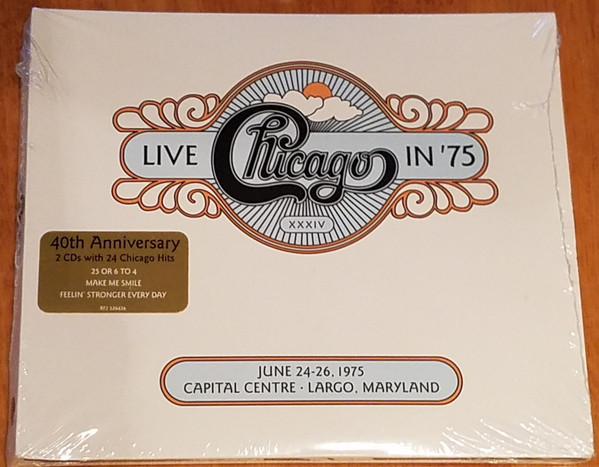 LIVE Chicago IN '75
XXXIV
40th Anniversary
2 CDs with 24 Chicago Hits
25 OR 6 TO 4
MAKE ME SMILE
FEELIN' STRONGER EVERY DAY
JUNE 24-26, 1975
CAPITAL CENTRE · LARGO, MARYLAND